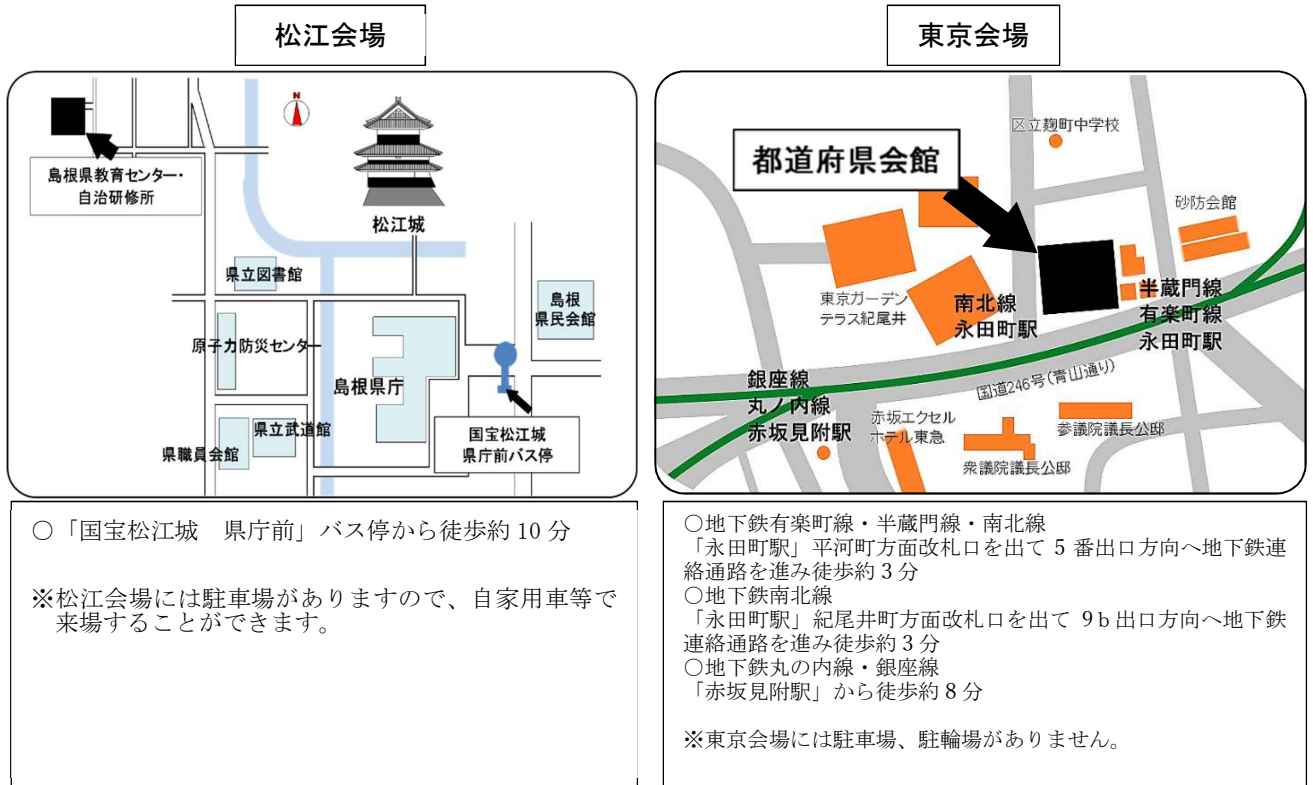 松江会場
N
島根県教育センター・
自治研修所
松江城
県立図書館
島根
県民会館
原子力防災センター
島根県庁
県立武道館
県職員会館
国宝松江城
県庁前バス停
○「国宝松江城　県庁前」バス停から徒歩約 10 分
※松江会場には駐車場がありますので、自家用車等で
来場することができます。
東京会場
区立麹町中学校
都道府県会館
砂防会館
東京ガーデン
テラス紀尾井
南北線
永田町駅
半蔵門線
有楽町線
永田町駅
国道246号(青山通り)
銀座線
丸ノ内線
赤坂見附駅
赤坂エクセル
ホテル東急
参議院議長公邸
衆議院議長公邸
○地下鉄有楽町線・半蔵門線・南北線
「永田町駅」平河町方面改札口を出て 5 番出口方向へ地下鉄連
絡通路を進み徒歩約 3 分
○地下鉄南北線
「永田町駅」紀尾井町方面改札口を出て 9b 出口方向へ地下鉄
連絡通路を進み徒歩約 3 分
○地下鉄丸の内線・銀座線
「赤坂見附駅」から徒歩約 8 分
※東京会場には駐車場、駐輪場がありません。